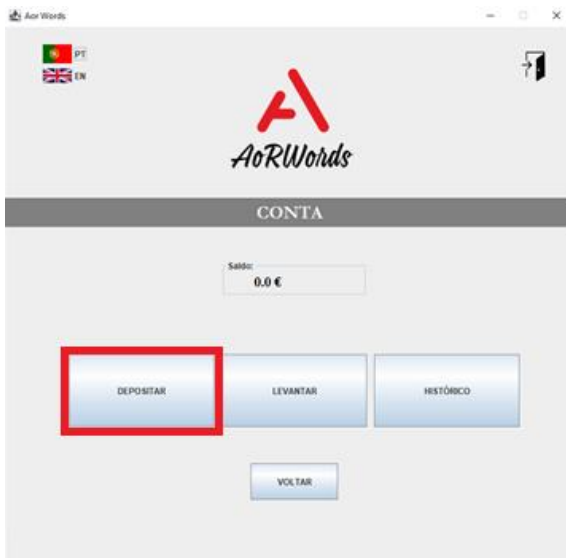 Aor Words
PT
EN
AoRWords
CONTA
Saldo:
0.0 €
DEPOSITAR
LEVANTAR
HISTÓRICO
VOLTAR